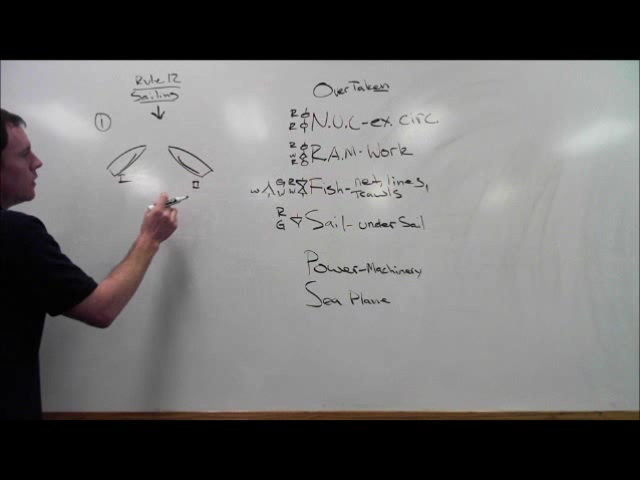 Rule 12
Sailing
1
I
II
OverTaken
R R N.U.C-ex. circ
R W R R.A.M-Work
W G W R W Fish-net, lines,
Trawls
R G Sail-under Sail
Power-Machinery
Sea Plane